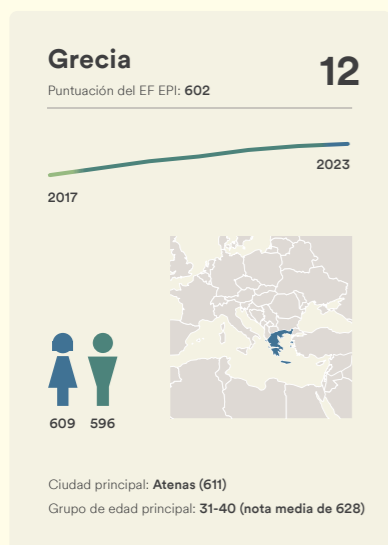 Grecia
12
Puntuación del EF EPI: 602
2023
2017
609 596
Ciudad principal: Atenas (611)
Grupo de edad principal: 31-40 (nota media de 628)